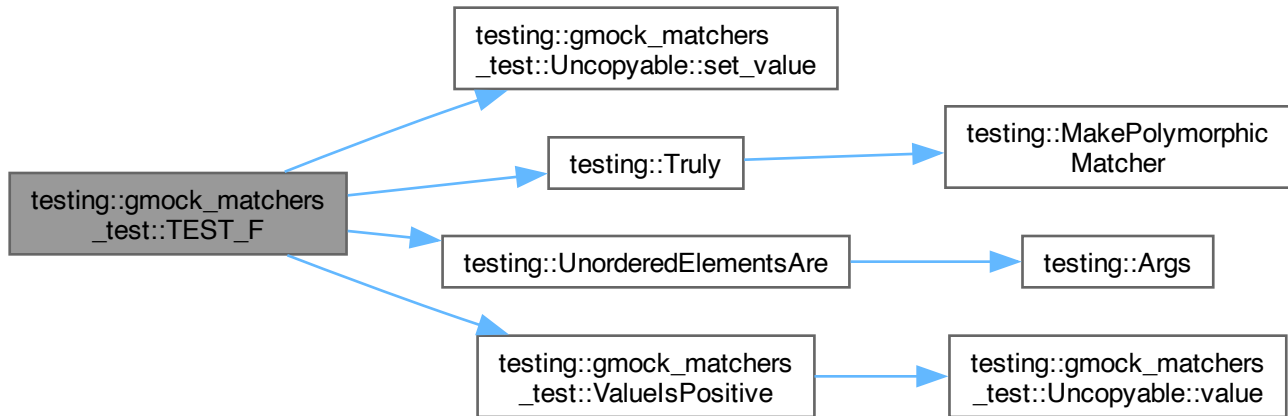 testing::gmock_matchers
_test::TEST_F
testing::gmock_matchers
_test::Uncopyable::set_value
testing::Truly
testing::MakePolymorphic
Matcher
testing::UnorderedElementsAre
testing::Args
testing::gmock_matchers
_test::ValueIsPositive
testing::gmock_matchers
_test::Uncopyable::value